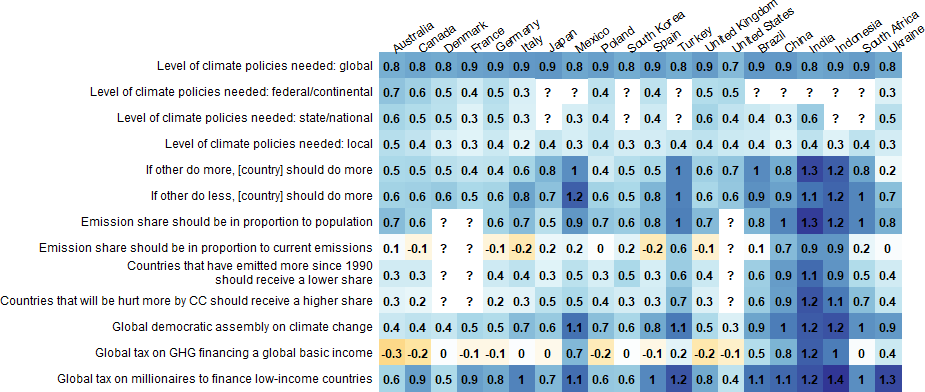 Australia Canada Denmark France Germany Italy Japan Mexico Poland South Korea Spain Turkey United Kingdom United States Brazil China India Indonesia South Africa Ukraine
Level of climate policies needed: global 0.8 0.8 0.8 0.9 0.9 0.9 0.9 0.8 0.9 0.9 0.9 0.8 0.9 0.7 0.9 0.9 0.9 0.9 0.9 0.8
Level of climate policies needed: federal/continental 0.7 0.6 0.5 0.4 0.5 0.3 ? ? 0.4 ? 0.4 ? 0.5 0.5 ? ? ? ? ? 0.3
Level of climate policies needed: state/national 0.6 0.5 0.5 0.3 0.5 0.3 ? 0.3 0.4 ? 0.4 ? 0.6 0.4 0.4 0.3 0.6 ? ? 0.5
Level of climate policies needed: local 0.5 0.4 0.3 0.3 0.4 0.2 0.4 0.3 0.4 0.3 0.4 0.4 0.4 0.4 0.4 0.3 0.4 0.3 0.4 0.3
If other do more, [country] should do more 0.5 0.5 0.5 0.4 0.4 0.6 0.8 1 0.4 0.5 0.5 1 0.6 0.7 1 0.8 1.3 1.2 0.8 0.2
If other do less, [country] should do more 0.6 0.6 0.6 0.5 0.6 0.8 0.7 1.2 0.6 0.5 0.8 1 0.6 0.6 0.9 0.9 1.1 1.2 1 0.7
Emission share should be in proportion to population 0.7 0.6 ? ? 0.6 0.7 0.5 0.9 0.7 0.6 0.8 1 0.7 ? 0.8 1 1.3 1.2 1 0.8
Emission share should be in proportion to current emissions 0.1 -0.1 ? ? -0.1 -0.2 0.2 0.2 0 0.2 -0.2 0.6 -0.1 ? 0.1 0.7 0.9 0.9 0.2 0
Countries that have emitted more since 1990
should receive a lower share 0.3 0.3 ? ? 0.4 0.4 0.3 0.5 0.3 0.5 0.3 0.6 0.4 ? 0.6 0.9 1.1 0.9 0.5 0.4
Countries that will be hurt more by CC should receive a higher share 0.3 0.2 ? ? 0.2 0.3 0.5 0.5 0.4 0.3 0.3 0.7 0.3 ? 0.6 0.9 1.2 1.1 0.7 0.4
Global democratic assembly on climate change 0.4 0.4 0.4 0.5 0.5 0.7 0.6 1.1 0.7 0.6 0.8 1.1 0.5 0.3 0.9 1 1.2 1.2 1 0.9
Global tax on GHG financing a global basic income -0.3 -0.2 0 -0.1 -0.1 0 0 0.7 -0.2 0 -0.1 0.2 -0.2 -0.1 0.5 0.8 1.2 1 0 0.4
Global tax on millionaires to finance low-income countries 0.6 0.9 0.5 0.9 0.8 1 0.7 1.1 0.6 0.6 1 1.2 0.8 0.4 1.1 1.1 1.2 1.4 1 1.3